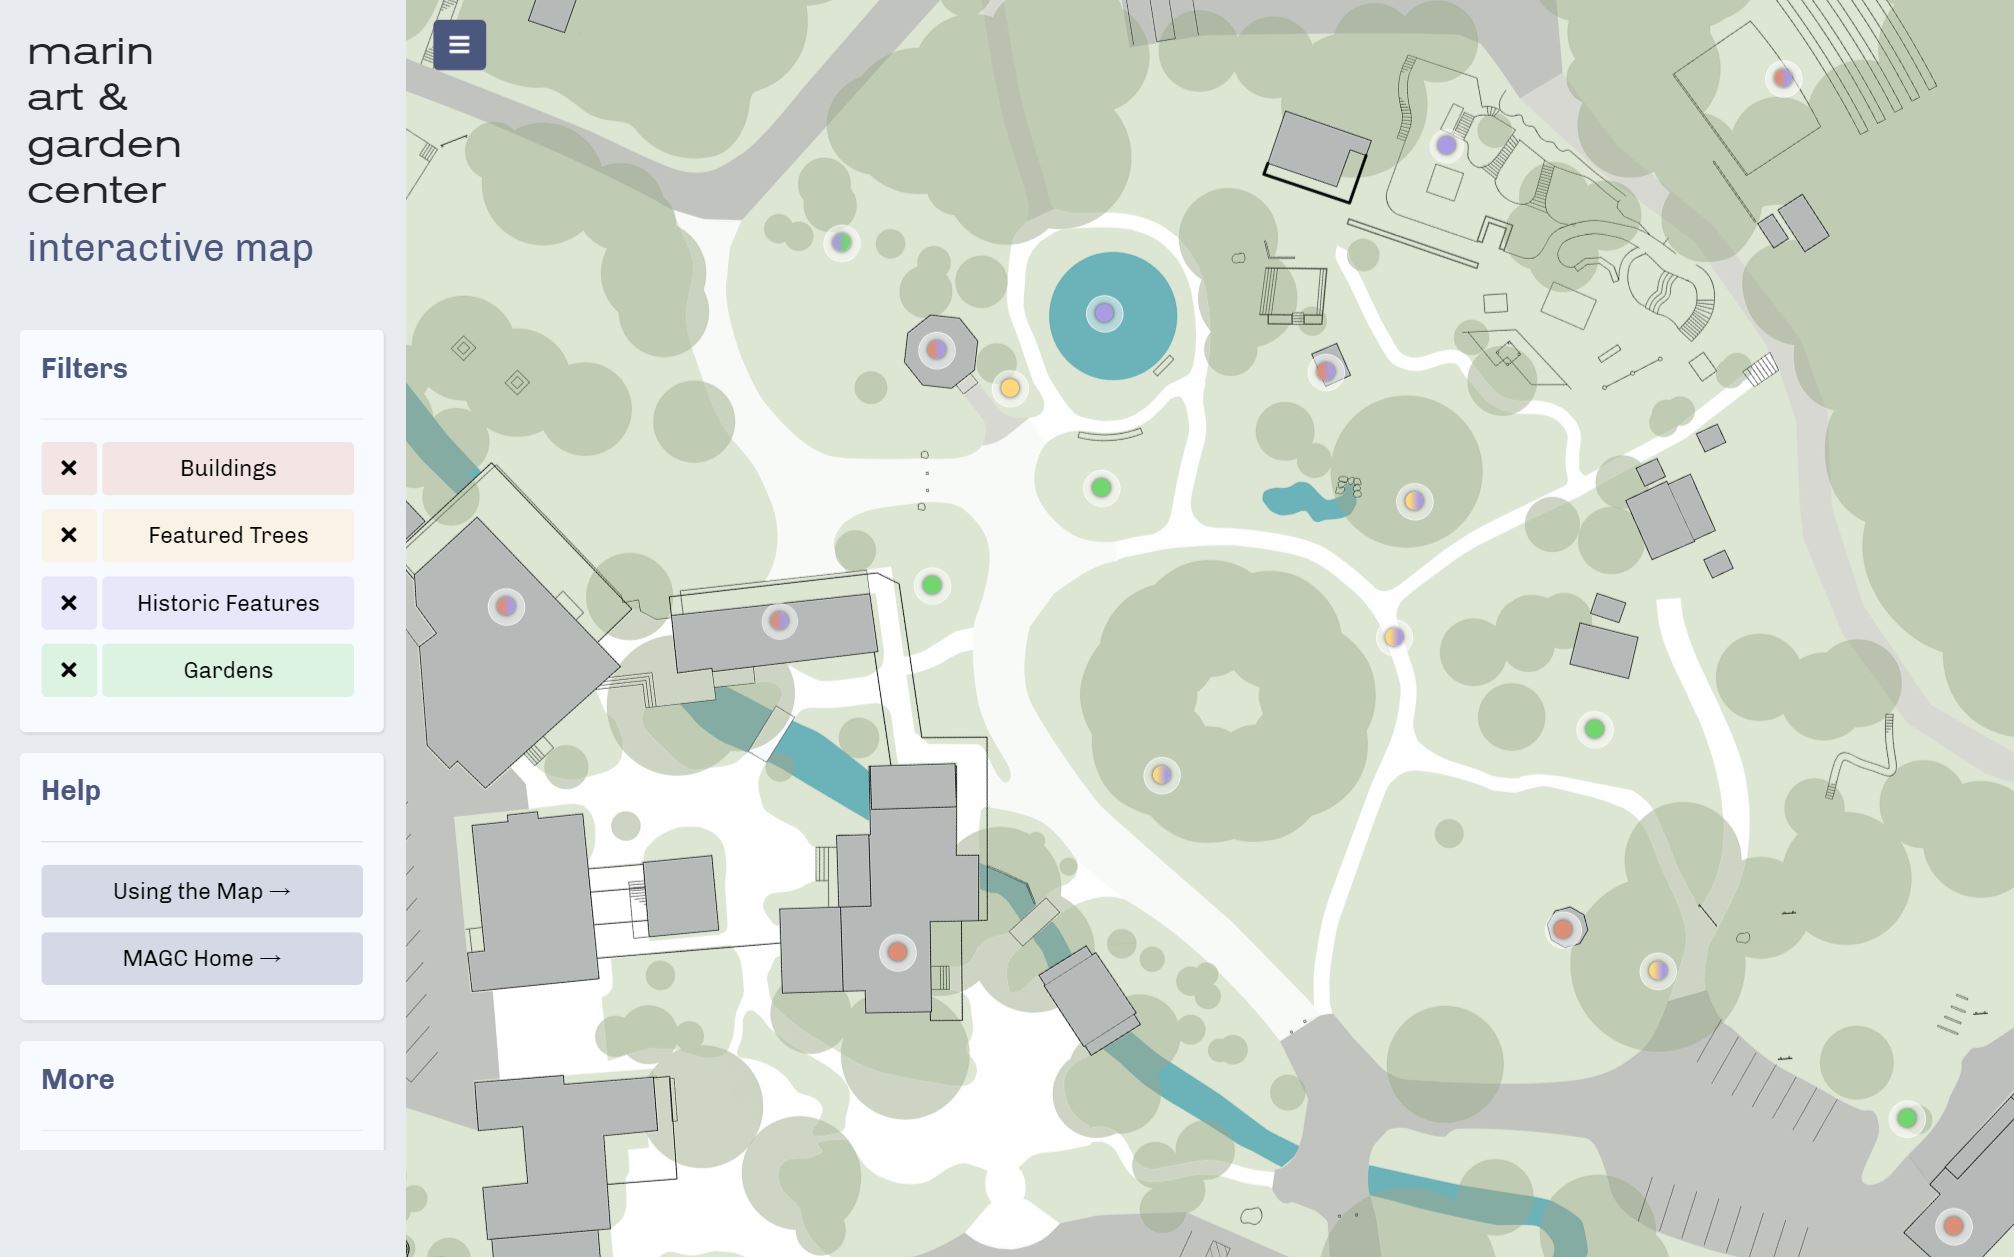 marin
art &
garden
center
interactive map
Filters
Buildings
Featured Trees
Historic Features
Gardens
Help
Using the Map →
MAGC Home →
More